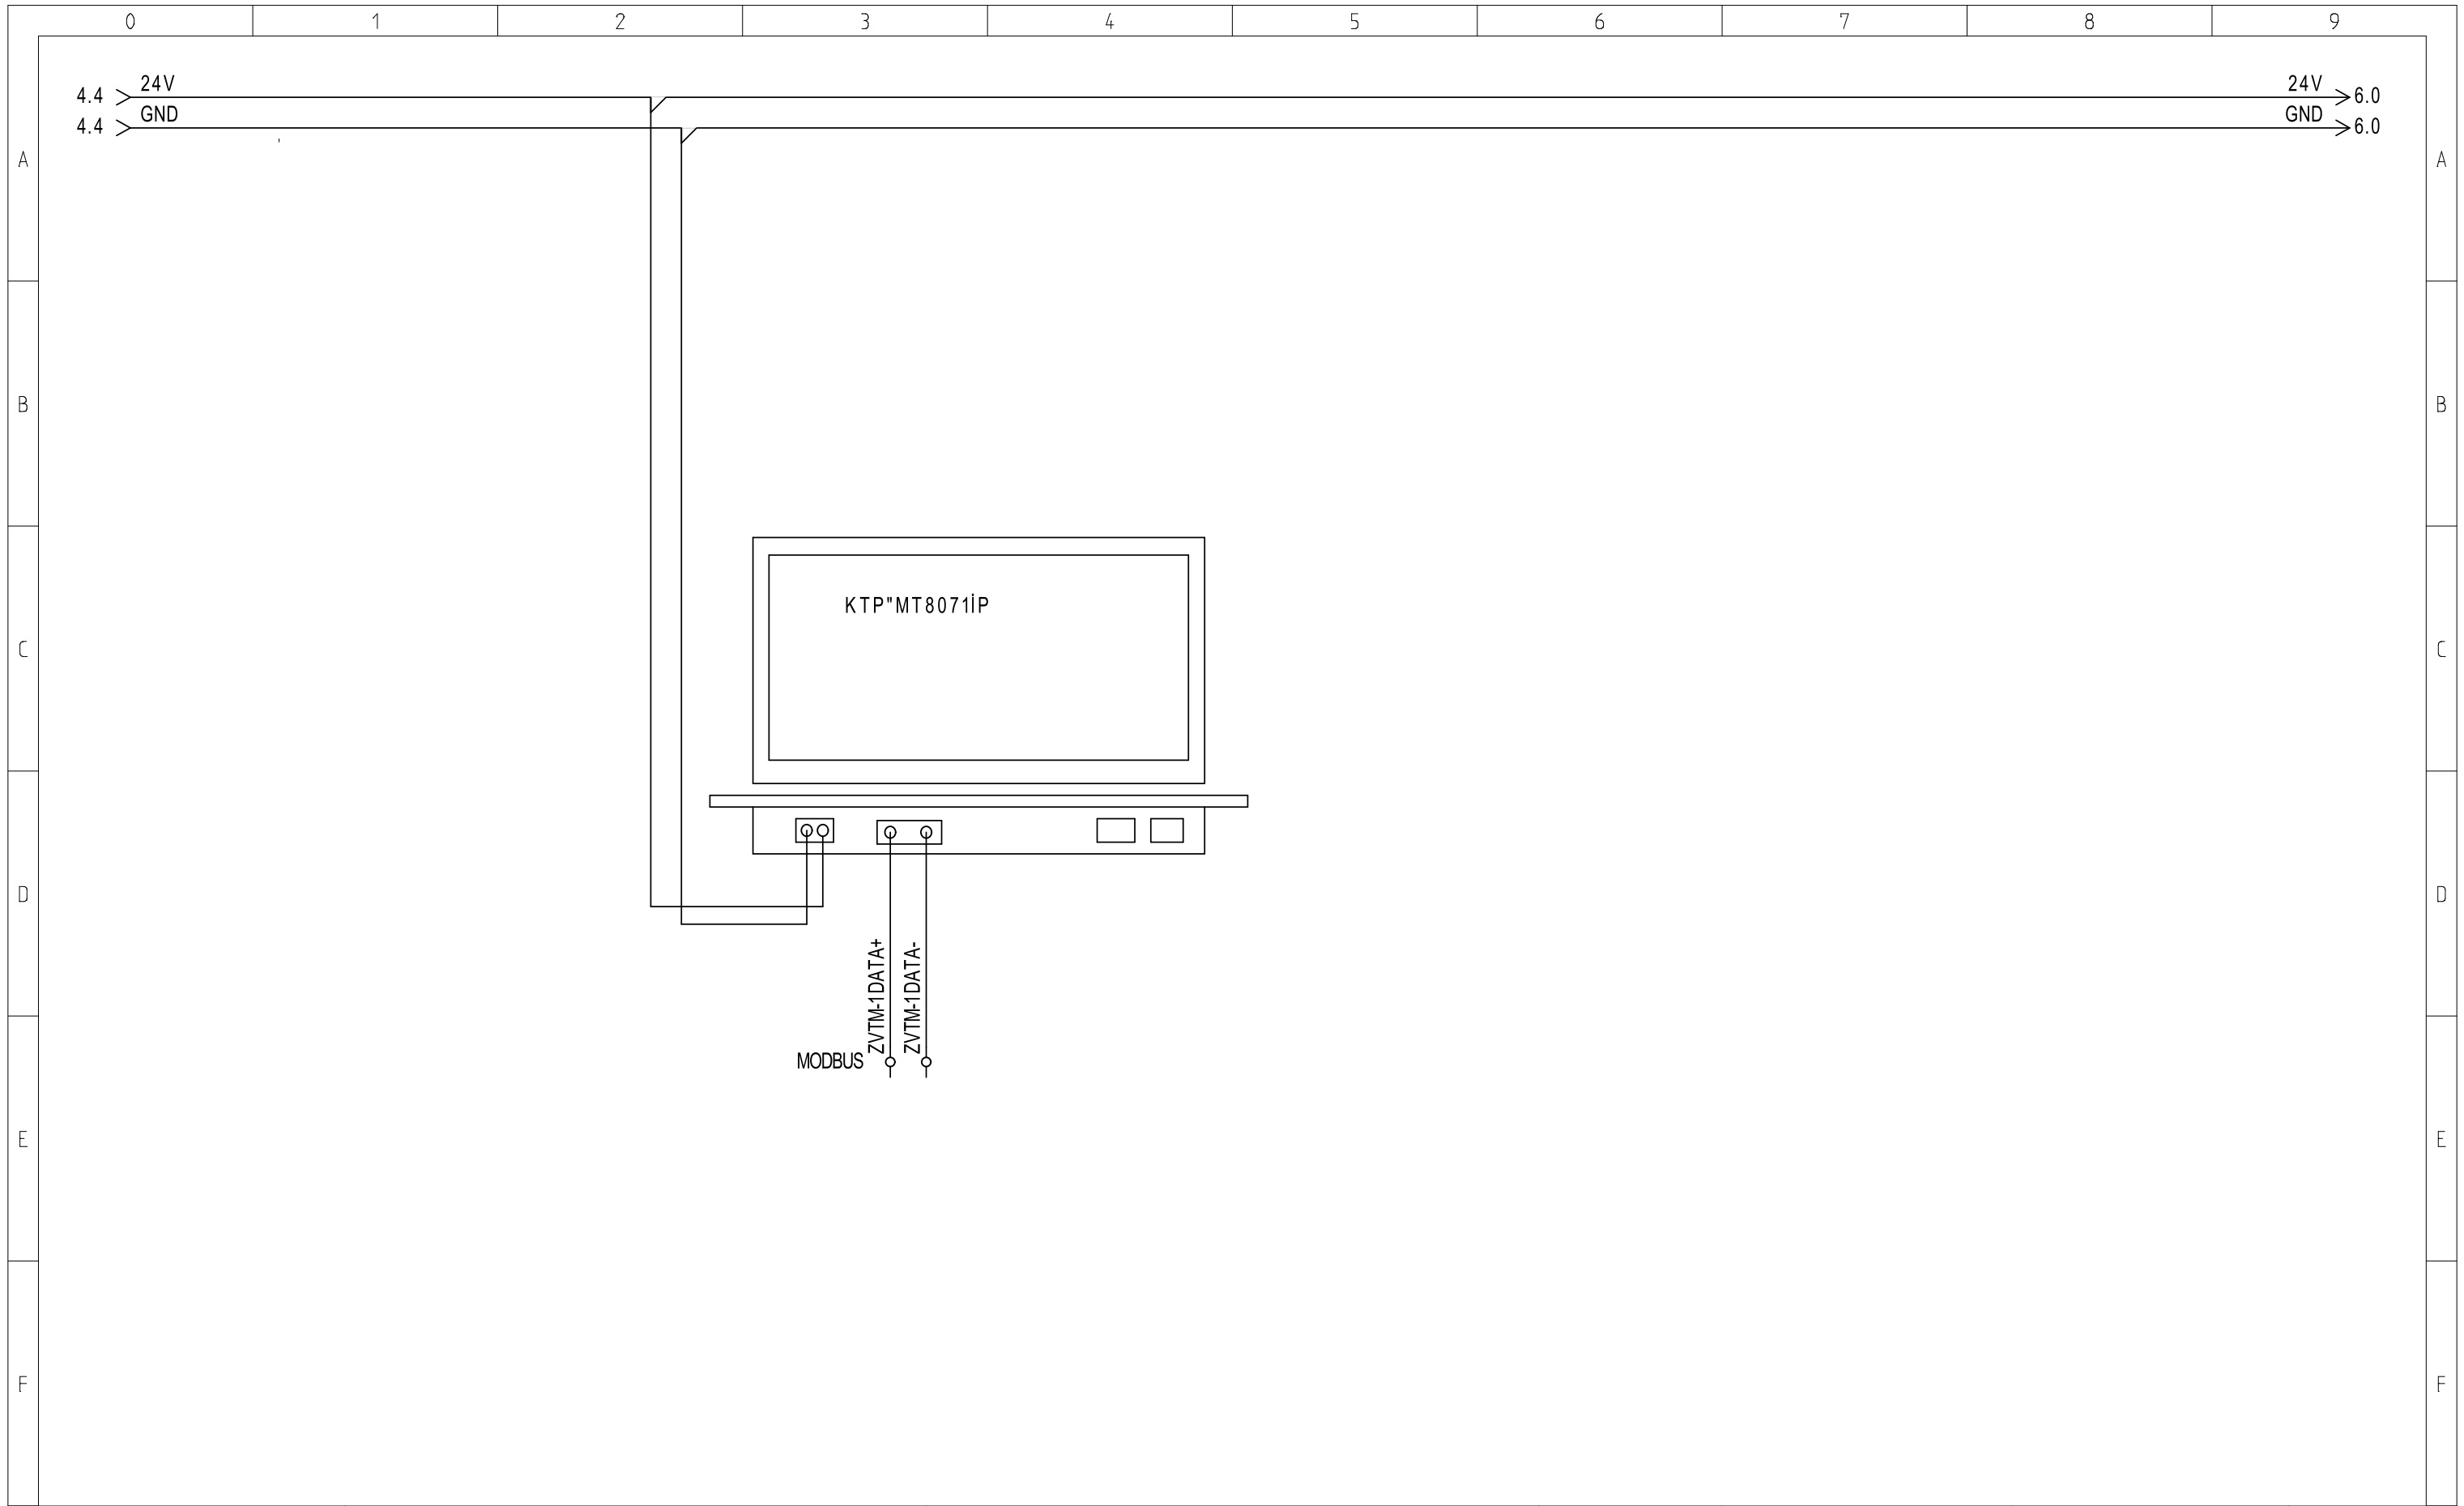 0 1 2 3 4 5 6 7 8 9
4.4 24V 24V 6.0
4.4 GND GND 6.0
A A
B B
C C
KTP"MT8071İP
D D
ZVTM-1DATA+
ZVTM-1DATA-
MODBUS
E E
F F